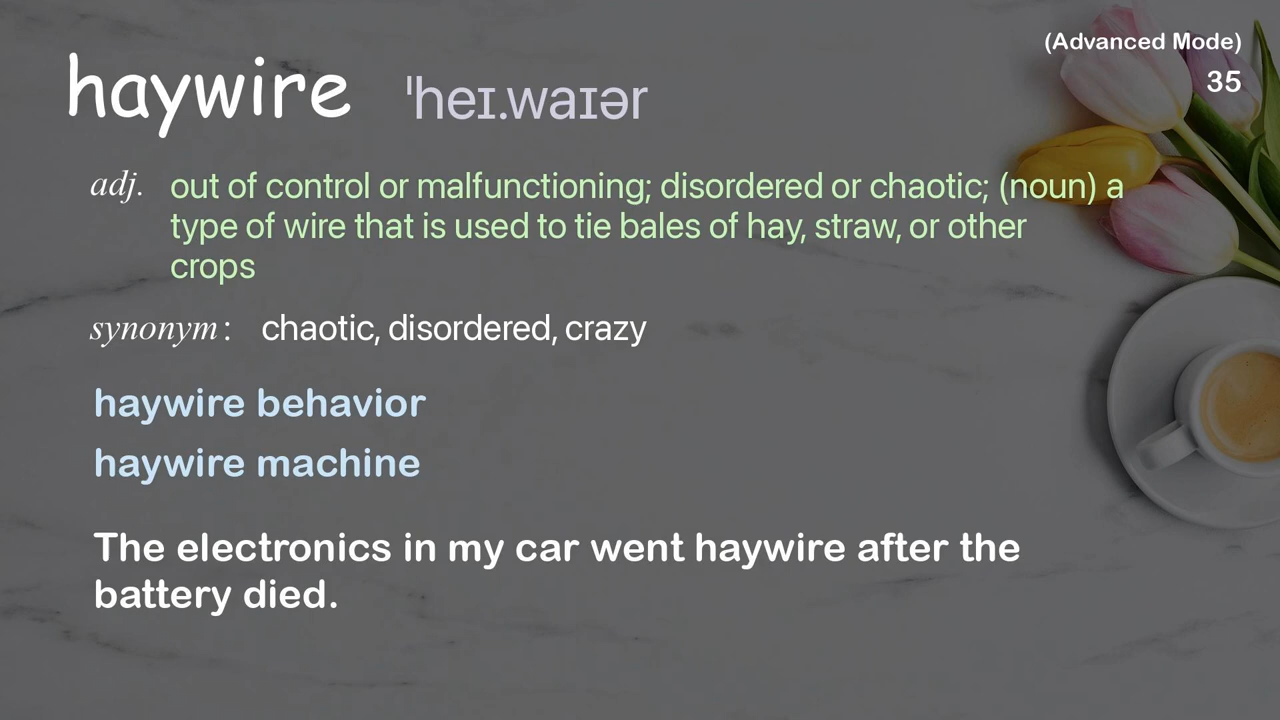 (Advanced Mode)
35
haywire ˈheɪ.waɪər
adj. out of control or malfunctioning; disordered or chaotic; (noun) a
type of wire that is used to tie bales of hay, straw, or other
crops
synonym: chaotic, disordered, crazy
haywire behavior
haywire machine
The electronics in my car went haywire after the
battery died.